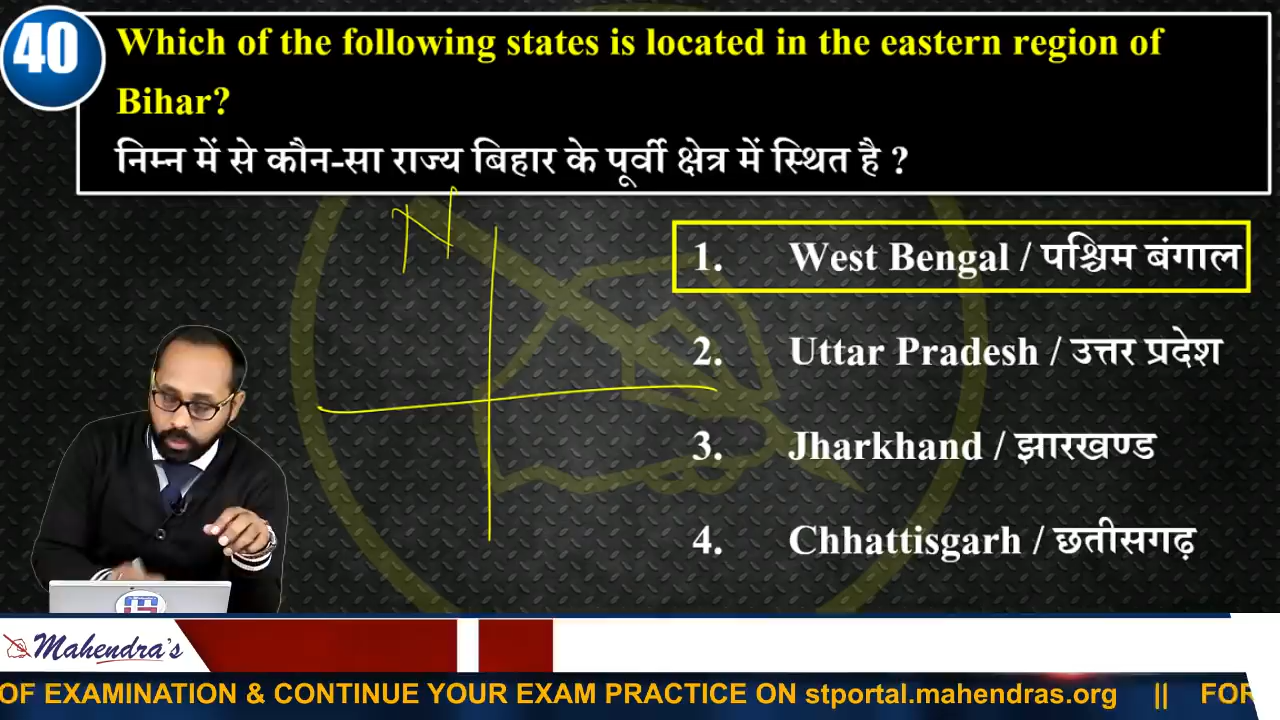 40
Which of the following states is located in the eastern region of
Bihar?
निम्न में से कौन-सा राज्य बिहार के पूर्वी क्षेत्र में स्थित है ?
N
1. West Bengal / पश्चिम बंगाल
2. Uttar Pradesh / उत्तर प्रदेश
3. Jharkhand / झारखण्ड
4. Chhattisgarh / छतीसगढ़
Mahendra's
OF EXAMINATION & CONTINUE YOUR EXAM PRACTICE ON stportal.mahendras.org || FOR